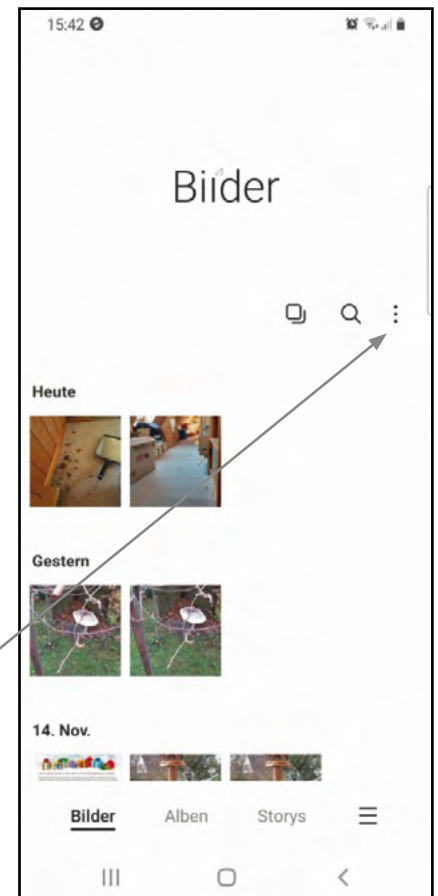 15:42
Bilder
Heute
Gestern
14. Nov.
Bilder Alben Storys